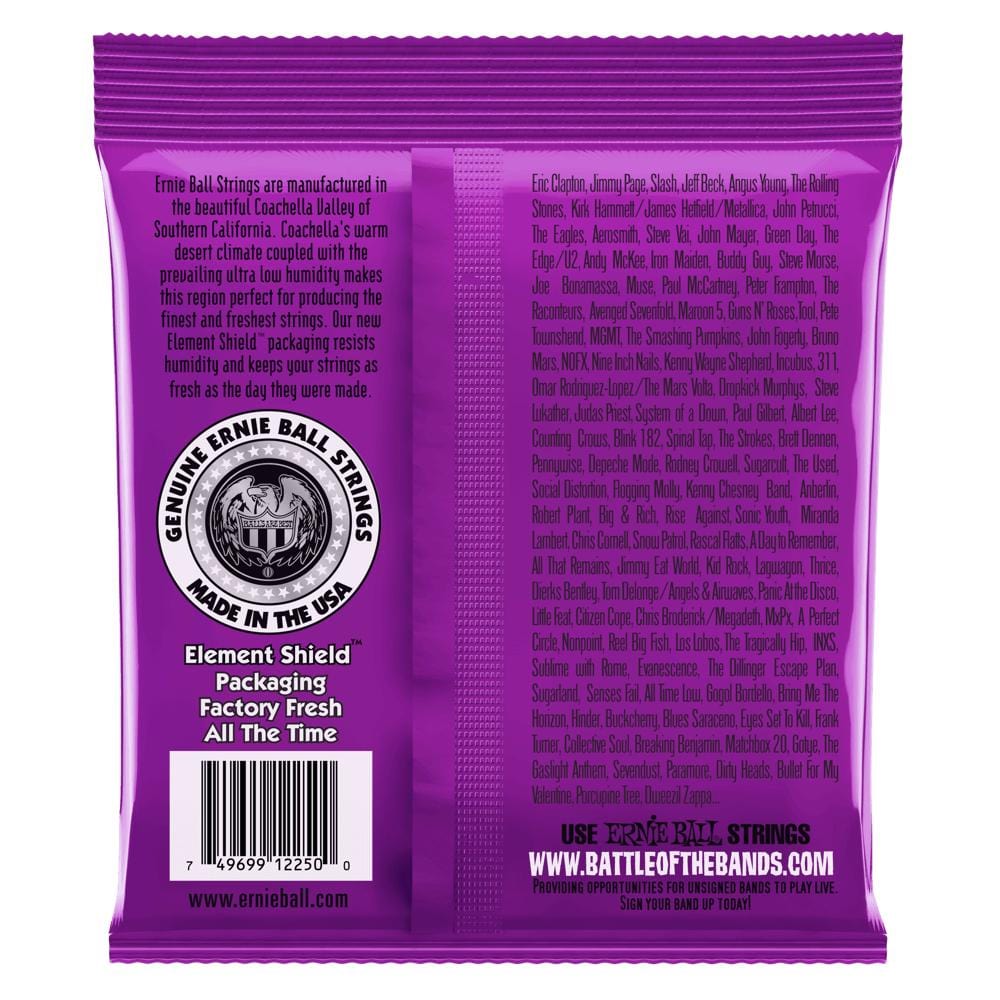 Ernie Ball Strings are manufactured in
the beautiful Coachella Valley of
Southern California. Coachella's warm
desert climate coupled with the
prevailing ultra low humidity makes
this region perfect for producing the
finest and freshest strings. Our new
Element Shield™ packaging resists
humidity and keeps your strings as
fresh as the day they were made.
GENUINE ERNIE BALL STRINGS
BALLS ARE BEST
MADE IN THE USA
Element Shield™
Packaging
Factory Fresh
All The Time
7 49699 12250 0
www.ernieball.com
Eric Clapton, Jimmy Page, Slash, Jeff Beck, Angus Young, The Rolling
Stones, Kirk Hammett/James Hetfield/Metallica, John Petrucci,
The Eagles, Aerosmith, Steve Vai, John Mayer, Green Day, The
Edge/U2, Andy McKee, Iron Maiden, Buddy Guy, Steve Morse,
Joe Bonamassa, Muse, Paul McCartney, Peter Frampton, The
Raconteurs, Avenged Sevenfold, Maroon 5, Guns N' Roses, Tool, Pete
Townshend, MGMT, The Smashing Pumpkins, John Fogerty, Bruno
Mars, NOFX, Nine Inch Nails, Kenny Wayne Shepherd, Incubus, 311,
Omar Rodriguez-Lopez/The Mars Volta, Dropkick Murphys, Steve
Lukather, Judas Priest, System of a Down, Paul Gilbert, Albert Lee,
Counting Crows, Blink 182, Spinal Tap, The Strokes, Brett Dennen,
Pennywise, Depeche Mode, Rodney Crowell, Sugarcult, The Used,
Social Distortion, Flogging Molly, Kenny Chesney Band, Anberlin,
Robert Plant, Big & Rich, Rise Against, Sonic Youth, Miranda
Lambert, Chris Cornell, Snow Patrol, Rascal Flatts, A Day to Remember,
All That Remains, Jimmy Eat World, Kid Rock, Lagwagon, Thrice,
Dierks Bentley, Tom Delonge/Angels & Airwaves, Panic At the Disco,
Little Feat, Citizen Cope, Chris Broderick/Megadeth, MxPx, A Perfect
Circle, Nonpoint, Reel Big Fish, Los Lobos, The Tragically Hip, INXS,
Sublime with Rome, Evanescence, The Dillinger Escape Plan,
Sugarland, Senses Fail, All Time Low, Gogol Bordello, Bring Me The
Horizon, Hinder, Buckcherry, Blues Saraceno, Eyes Set To Kill, Frank
Turner, Collective Soul, Breaking Benjamin, Matchbox 20, Gotye, The
Gaslight Anthem, Sevendust, Paramore, Dirty Heads, Bullet For My
Valentine, Porcupine Tree, Dweezil Zappa...
USE ERNIE BALL STRINGS
WWW.BATTLEOFTHEBANDS.COM
PROVIDING OPPORTUNITIES FOR UNSIGNED BANDS TO PLAY LIVE.
SIGN YOUR BAND UP TODAY!